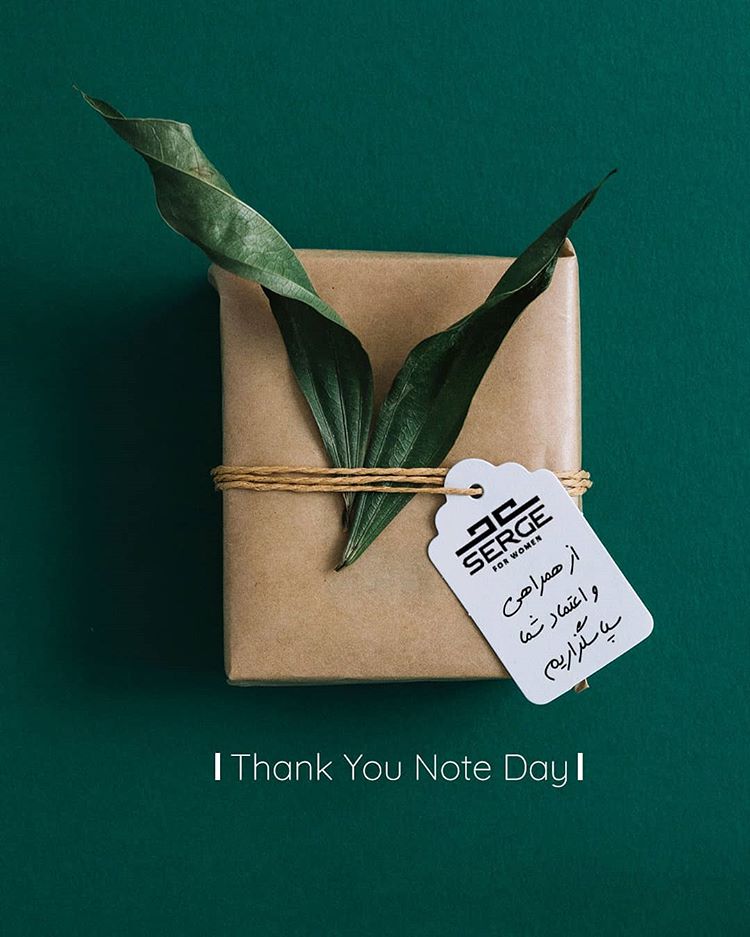 SERGE
FOR WOMEN
از همراهی
و اعتماد شما
سپاسگزاریم
Thank You Note Day